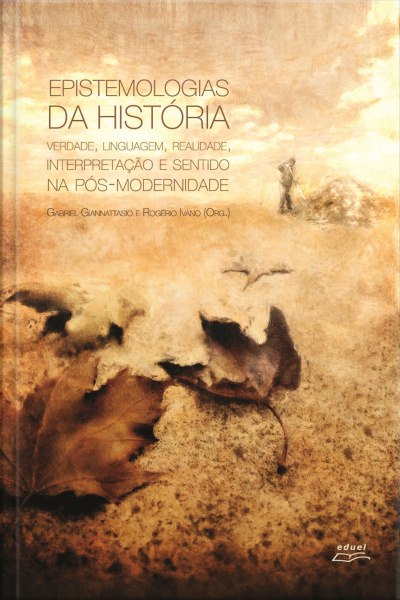 EPISTEMOLOGIAS
DA HISTÓRIA
VERDADE, LINGUAGEM, REALIDADE,
INTERPRETAÇÃO E SENTIDO
NA PÓS-MODERNIDADE
GABRIEL GIANNATTASIO E ROGÉRIO IVANO (ORG.)
eduel